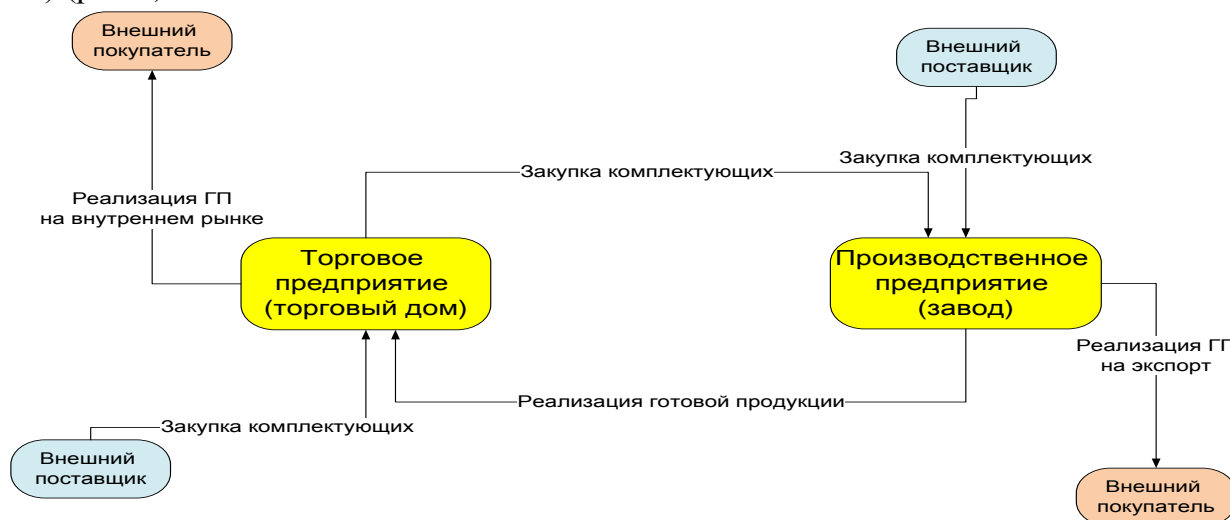 Внешний
покупатель
Внешний
поставщик
Закупка комплектующих
Закупка комплектующих
Реализация ГП
на внутреннем рынке
Торговое
предприятие
(торговый дом)
Производственное
предприятие
(завод)
Реализация ГП
на экспорт
Реализация готовой продукции
Закупка комплектующих
Внешний
поставщик
Внешний
покупатель